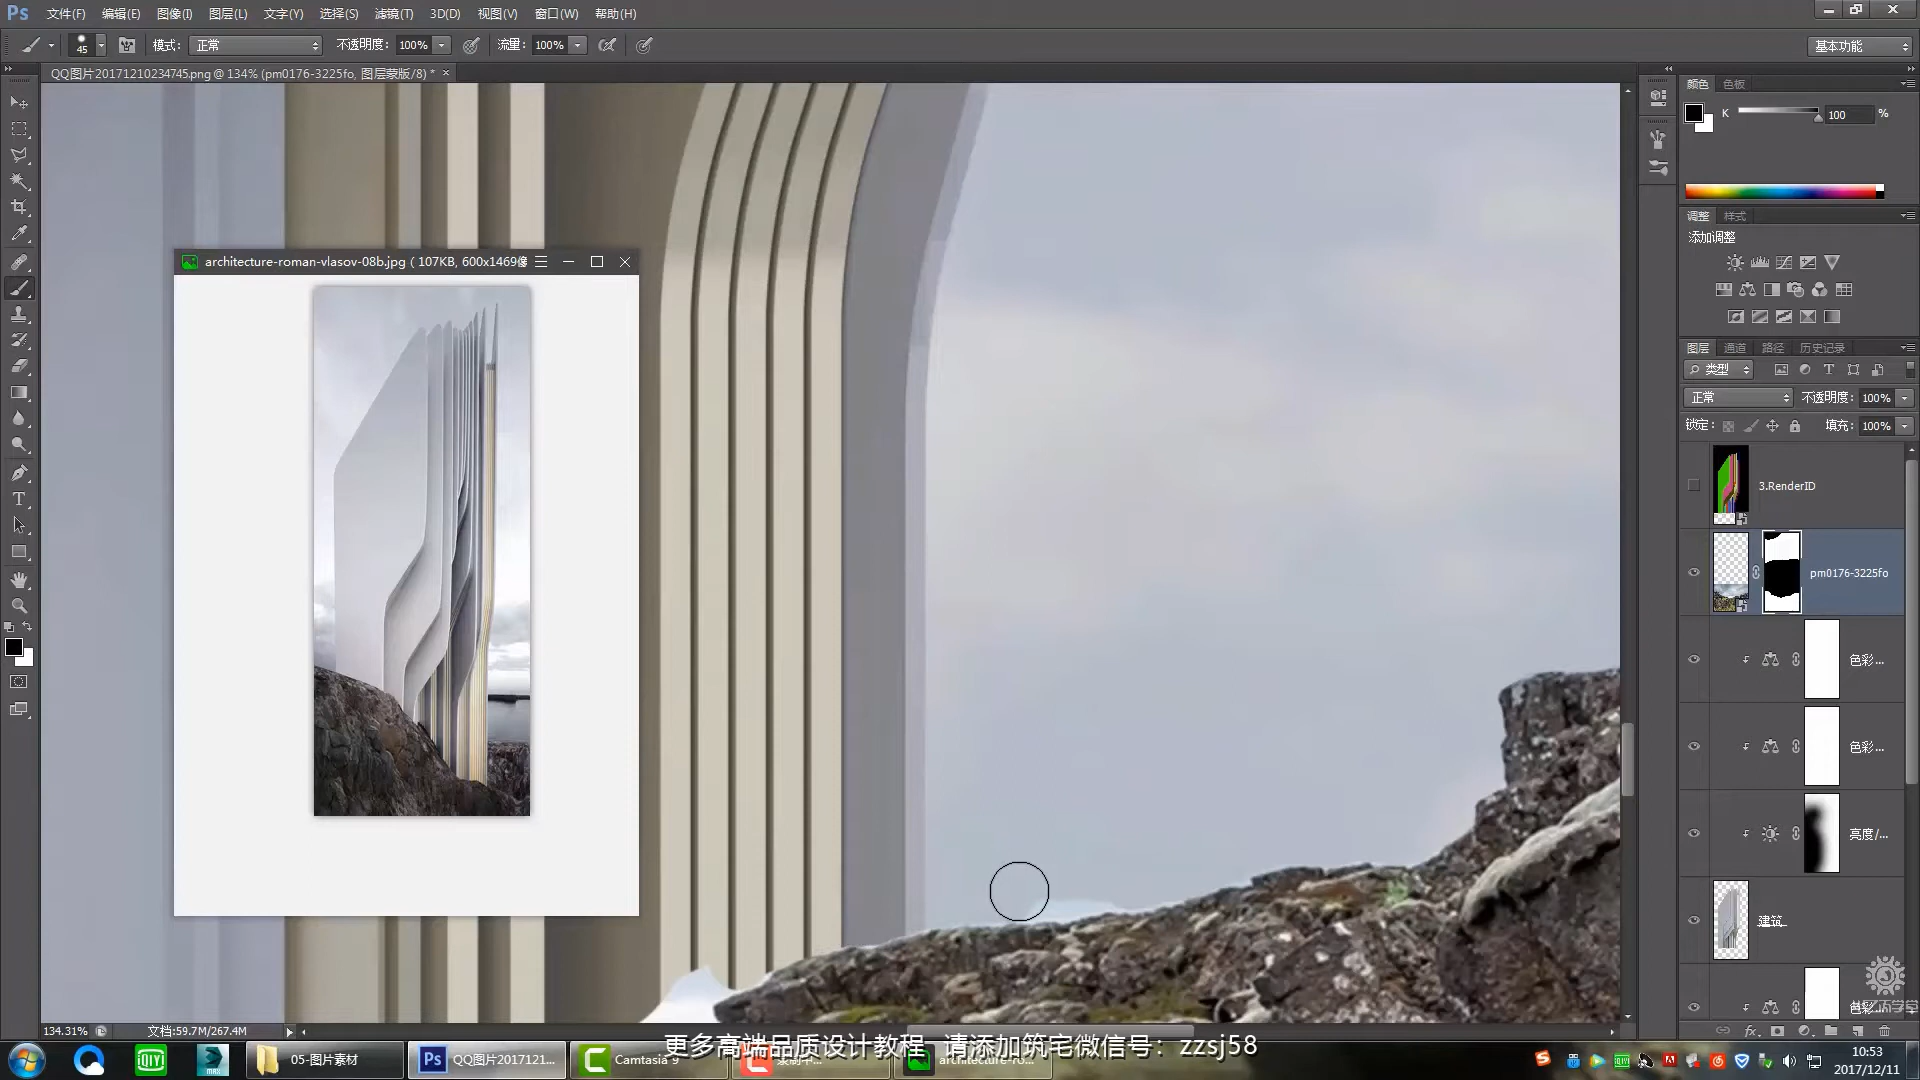 Ps 文件(F) 编辑(E) 图像(I) 图层(L) 文字(Y) 选择(S) 滤镜(T) 3D(D) 视图(V) 窗口(W) 帮助(H)
45 模式: 正常 不透明度: 100% 流量: 100% 基本功能
QQ图片20171210234745.png @ 134% (pm0176-3225fo, 图层蒙版/8) * ×
颜色 色板
K 100 %
调整 样式
添加调整
图层 通道 路径 历史记录
类型
正常 不透明度: 100%
锁定: 填充: 100%
3.RenderID
pm0176-3225fo
色彩...
色彩...
亮度/...
建筑
色彩...
architecture-roman-vlasov-08b.jpg ( 107KB, 600x1469像
134.31% 文档:59.7M/267.4M
更多高端品质设计教程 请添加筑宅微信号：zzsj58
05-图片素材
Ps QQ图片2017121...
Camtasia 9
architecture-ro...
10:53
2017/12/11